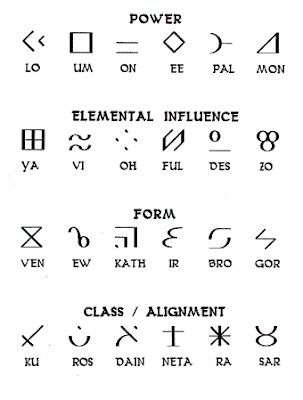 POWER
LO UM ON EE PAL MON
ELEMENTAL INFLUENCE
YA VI OH FUL DES ZO
FORM
VEN EW KATH IR BRO GOR
CLASS / ALIGNMENT
KU ROS DAIN NETA RA SAR